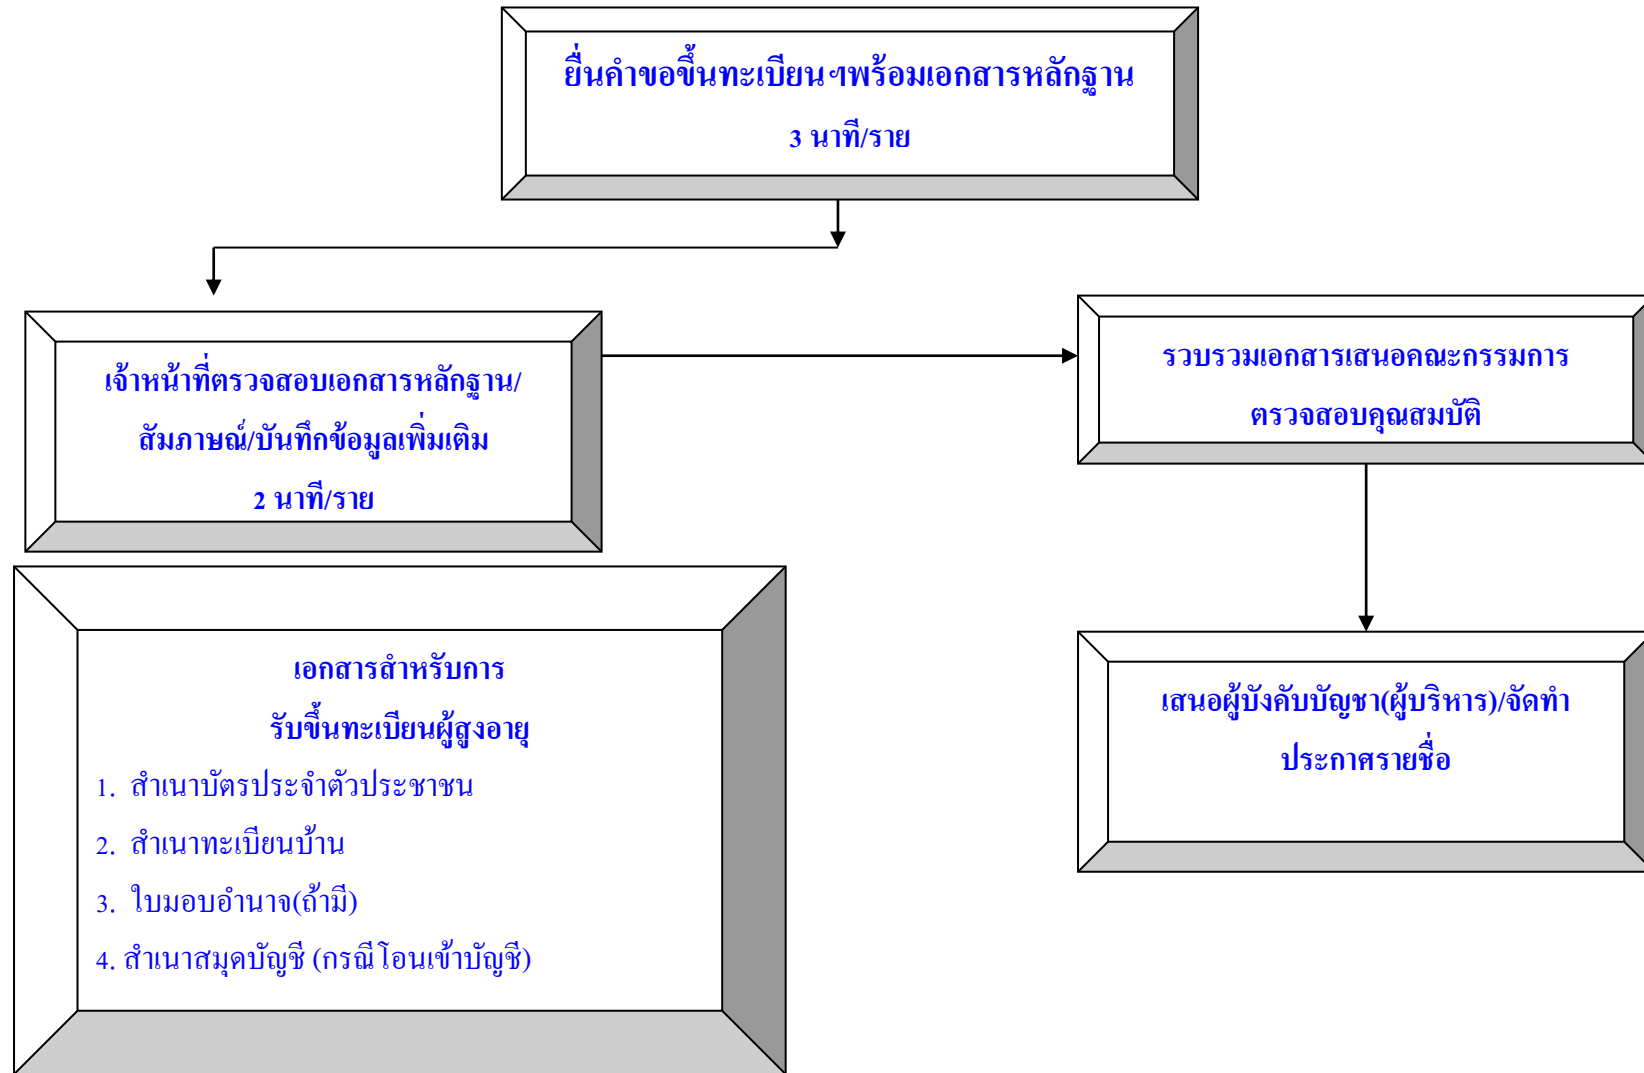 ยื่นคำขอขึ้นทะเบียนฯพร้อมเอกสารหลักฐาน
3 นาที/ราย
เจ้าหน้าที่ตรวจสอบเอกสารหลักฐาน/
สัมภาษณ์/บันทึกข้อมูลเพิ่มเติม
2 นาที/ราย
รวบรวมเอกสารเสนอคณะกรรมการ
ตรวจสอบคุณสมบัติ
เสนอผู้บังคับบัญชา(ผู้บริหาร)/จัดทำ
ประกาศรายชื่อ
เอกสารสำหรับการ
รับขึ้นทะเบียนผู้สูงอายุ
1. สำเนาบัตรประจำตัวประชาชน
2. สำเนาทะเบียนบ้าน
3. ใบมอบอำนาจ(ถ้ามี)
4. สำเนาสมุดบัญชี (กรณีโอนเข้าบัญชี)